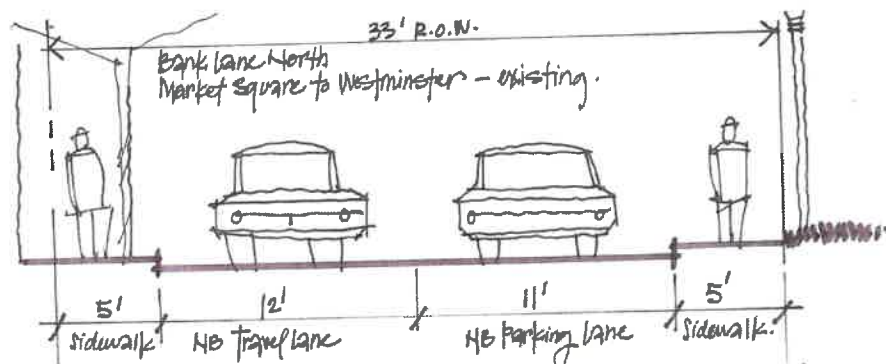 33' R.O.W.
Bank Lane North
Market Square to Westminster - existing.
5' 12' 11' 5'
Sidewalk NB Travel Lane NB Parking Lane Sidewalk.